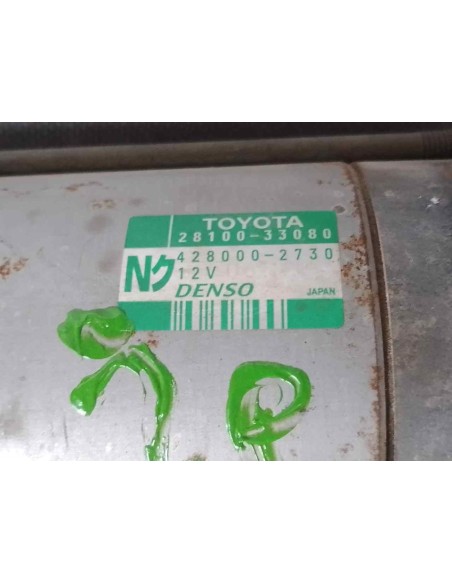 TOYOTA
28100-33080
Nク
428000-2730
12V
DENSO
JAPAN